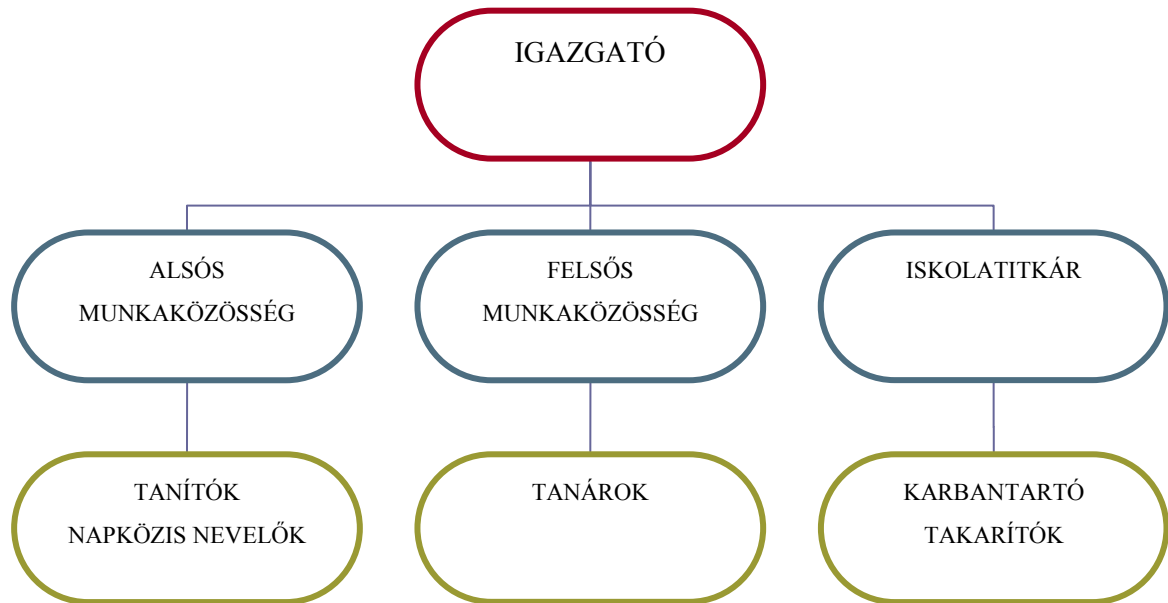 IGAZGATÓ
ALSÓS
MUNKAKÖZÖSSÉG
FELSŐS
MUNKAKÖZÖSSÉG
ISKOLATITKÁR
TANÍTÓK
NAPKÖZIS NEVELŐK
TANÁROK
KARBANTARTÓ
TAKARÍTÓK